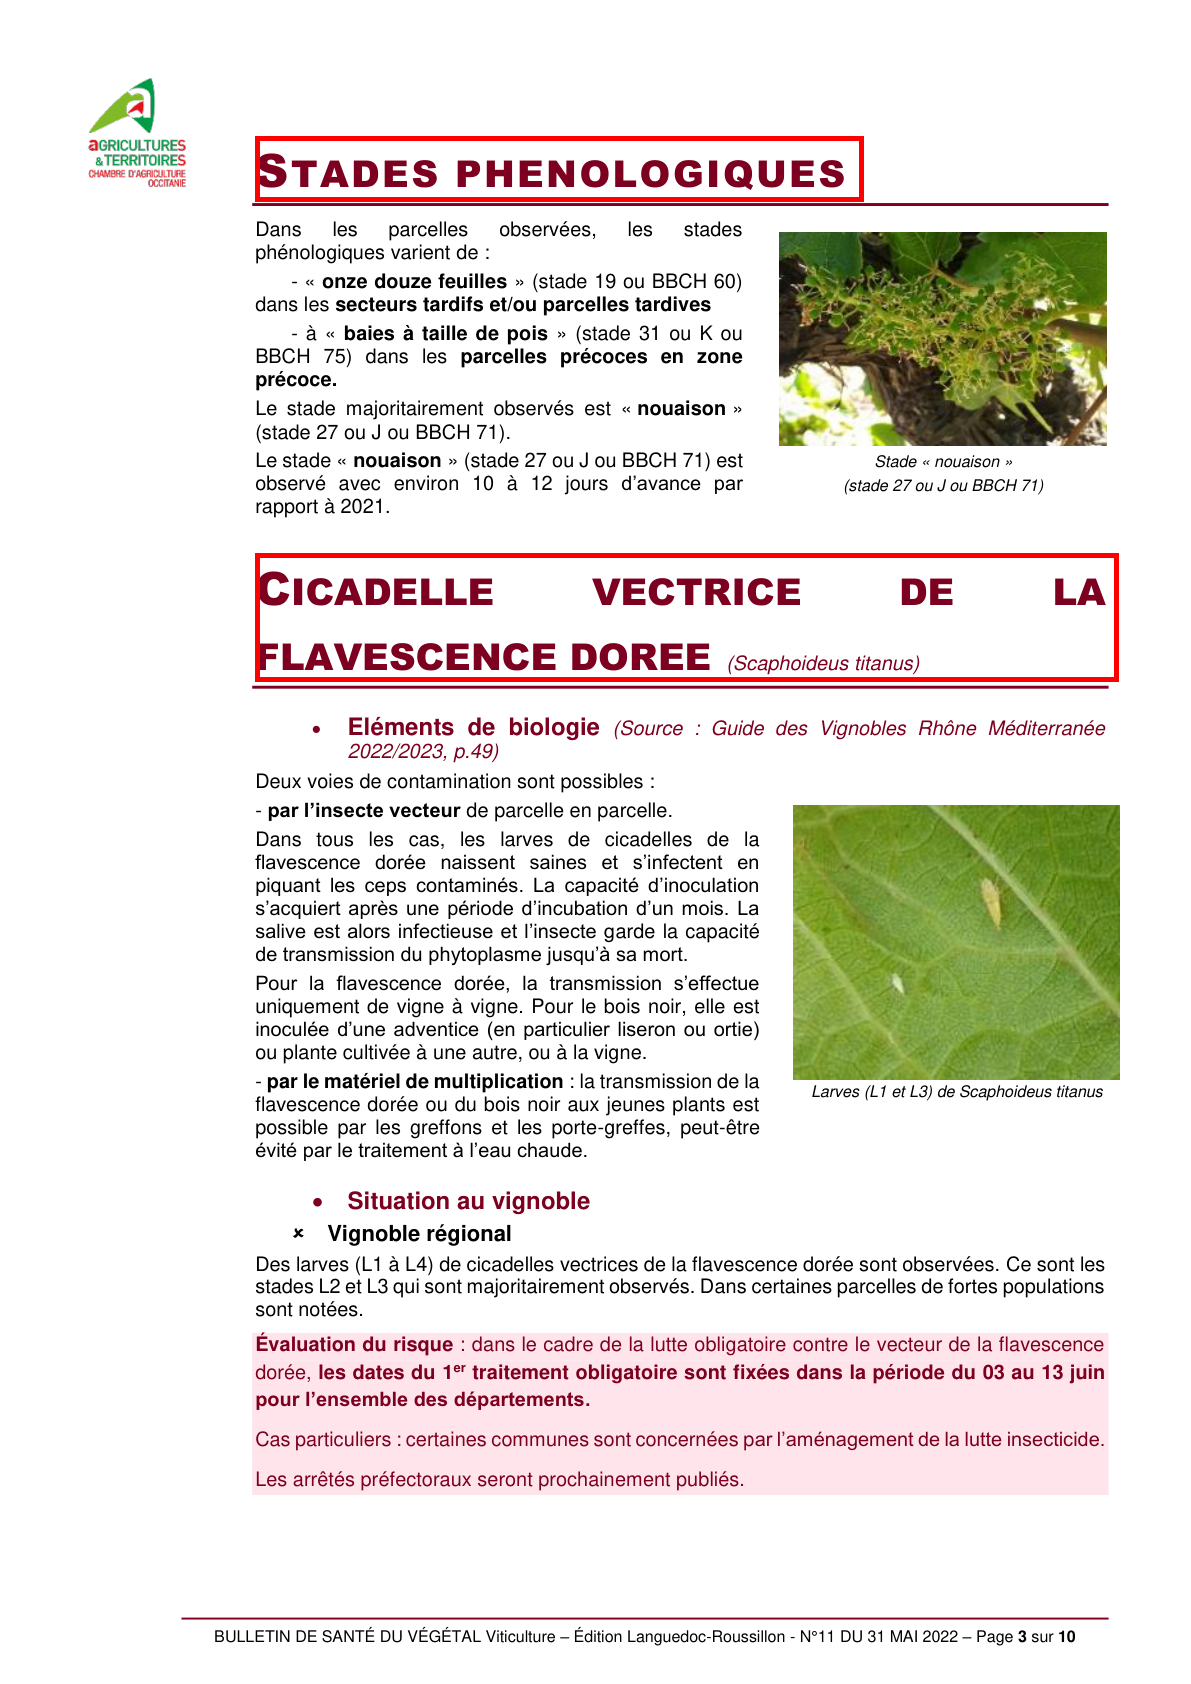 aGRICULTURES
& TERRITOIRES
CHAMBRE D'AGRICULTURE
OCCITANIE
STADES PHENOLOGIQUES
Dans les parcelles observées, les stades
phénologiques varient de :
- « onze douze feuilles » (stade 19 ou BBCH 60)
dans les secteurs tardifs et/ou parcelles tardives
- à « baies à taille de pois » (stade 31 ou K ou
BBCH 75) dans les parcelles précoces en zone
précoce.
Le stade majoritairement observés est « nouaison »
(stade 27 ou J ou BBCH 71).
Le stade « nouaison » (stade 27 ou J ou BBCH 71) est
observé avec environ 10 à 12 jours d’avance par
rapport à 2021.
Stade « nouaison »
(stade 27 ou J ou BBCH 71)
CICADELLE VECTRICE DE LA
FLAVESCENCE DOREE (Scaphoideus titanus)
• Eléments de biologie (Source : Guide des Vignobles Rhône Méditerranée
2022/2023, p.49)
Deux voies de contamination sont possibles :
- par l’insecte vecteur de parcelle en parcelle.
Dans tous les cas, les larves de cicadelles de la
flavescence dorée naissent saines et s’infectent en
piquant les ceps contaminés. La capacité d’inoculation
s’acquiert après une période d’incubation d’un mois. La
salive est alors infectieuse et l’insecte garde la capacité
de transmission du phytoplasme jusqu’à sa mort.
Pour la flavescence dorée, la transmission s’effectue
uniquement de vigne à vigne. Pour le bois noir, elle est
inoculée d’une adventice (en particulier liseron ou ortie)
ou plante cultivée à une autre, ou à la vigne.
- par le matériel de multiplication : la transmission de la
flavescence dorée ou du bois noir aux jeunes plants est
possible par les greffons et les porte-greffes, peut-être
évité par le traitement à l’eau chaude.
Larves (L1 et L3) de Scaphoideus titanus
• Situation au vignoble
× Vignoble régional
Des larves (L1 à L4) de cicadelles vectrices de la flavescence dorée sont observées. Ce sont les
stades L2 et L3 qui sont majoritairement observés. Dans certaines parcelles de fortes populations
sont notées.
Évaluation du risque : dans le cadre de la lutte obligatoire contre le vecteur de la flavescence
dorée, les dates du 1er traitement obligatoire sont fixées dans la période du 03 au 13 juin
pour l’ensemble des départements.
Cas particuliers : certaines communes sont concernées par l’aménagement de la lutte insecticide.
Les arrêtés préfectoraux seront prochainement publiés.
BULLETIN DE SANTÉ DU VÉGÉTAL Viticulture – Édition Languedoc-Roussillon - N°11 DU 31 MAI 2022 – Page 3 sur 10